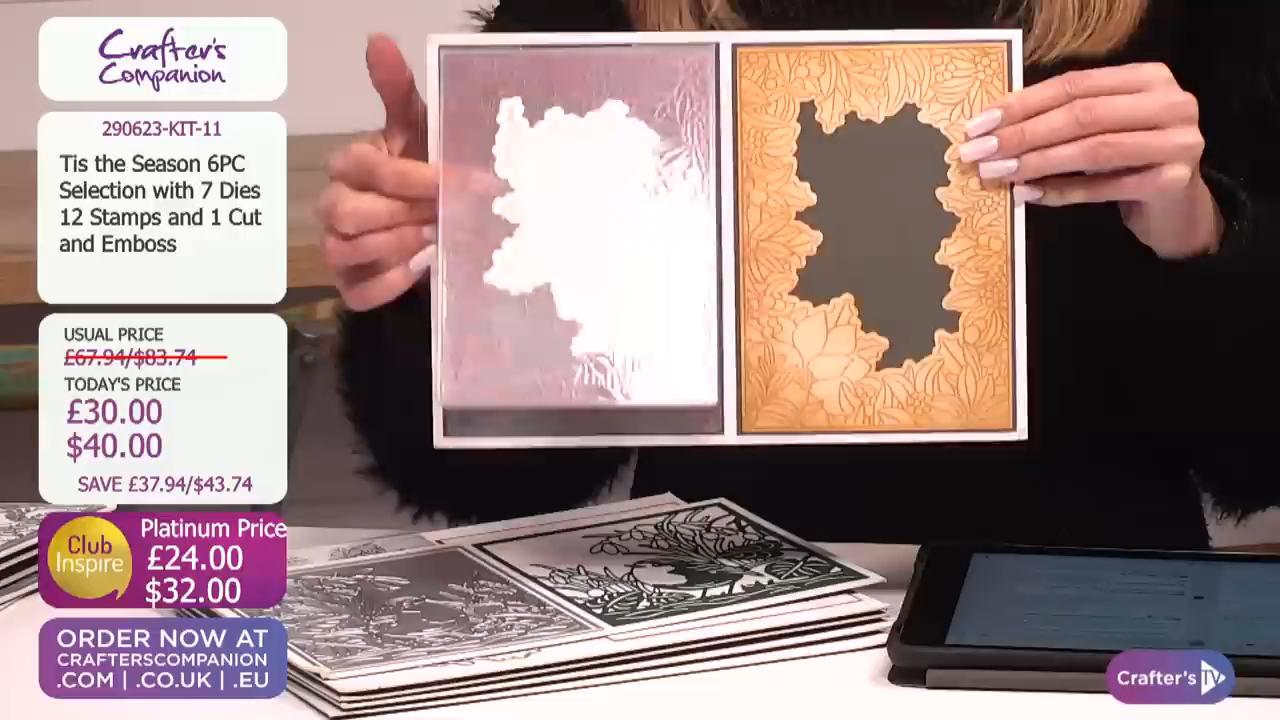 Crafter's
Companion
290623-KIT-11
Tis the Season 6PC
Selection with 7 Dies
12 Stamps and 1 Cut
and Emboss
USUAL PRICE
£67.94/$83.74
TODAY'S PRICE
£30.00
$40.00
SAVE £37.94/$43.74
Club
Inspire
Platinum Price
£24.00
$32.00
ORDER NOW AT
CRAFTERSCOMPANION
.COM | .CO.UK | .EU
Crafter's TV